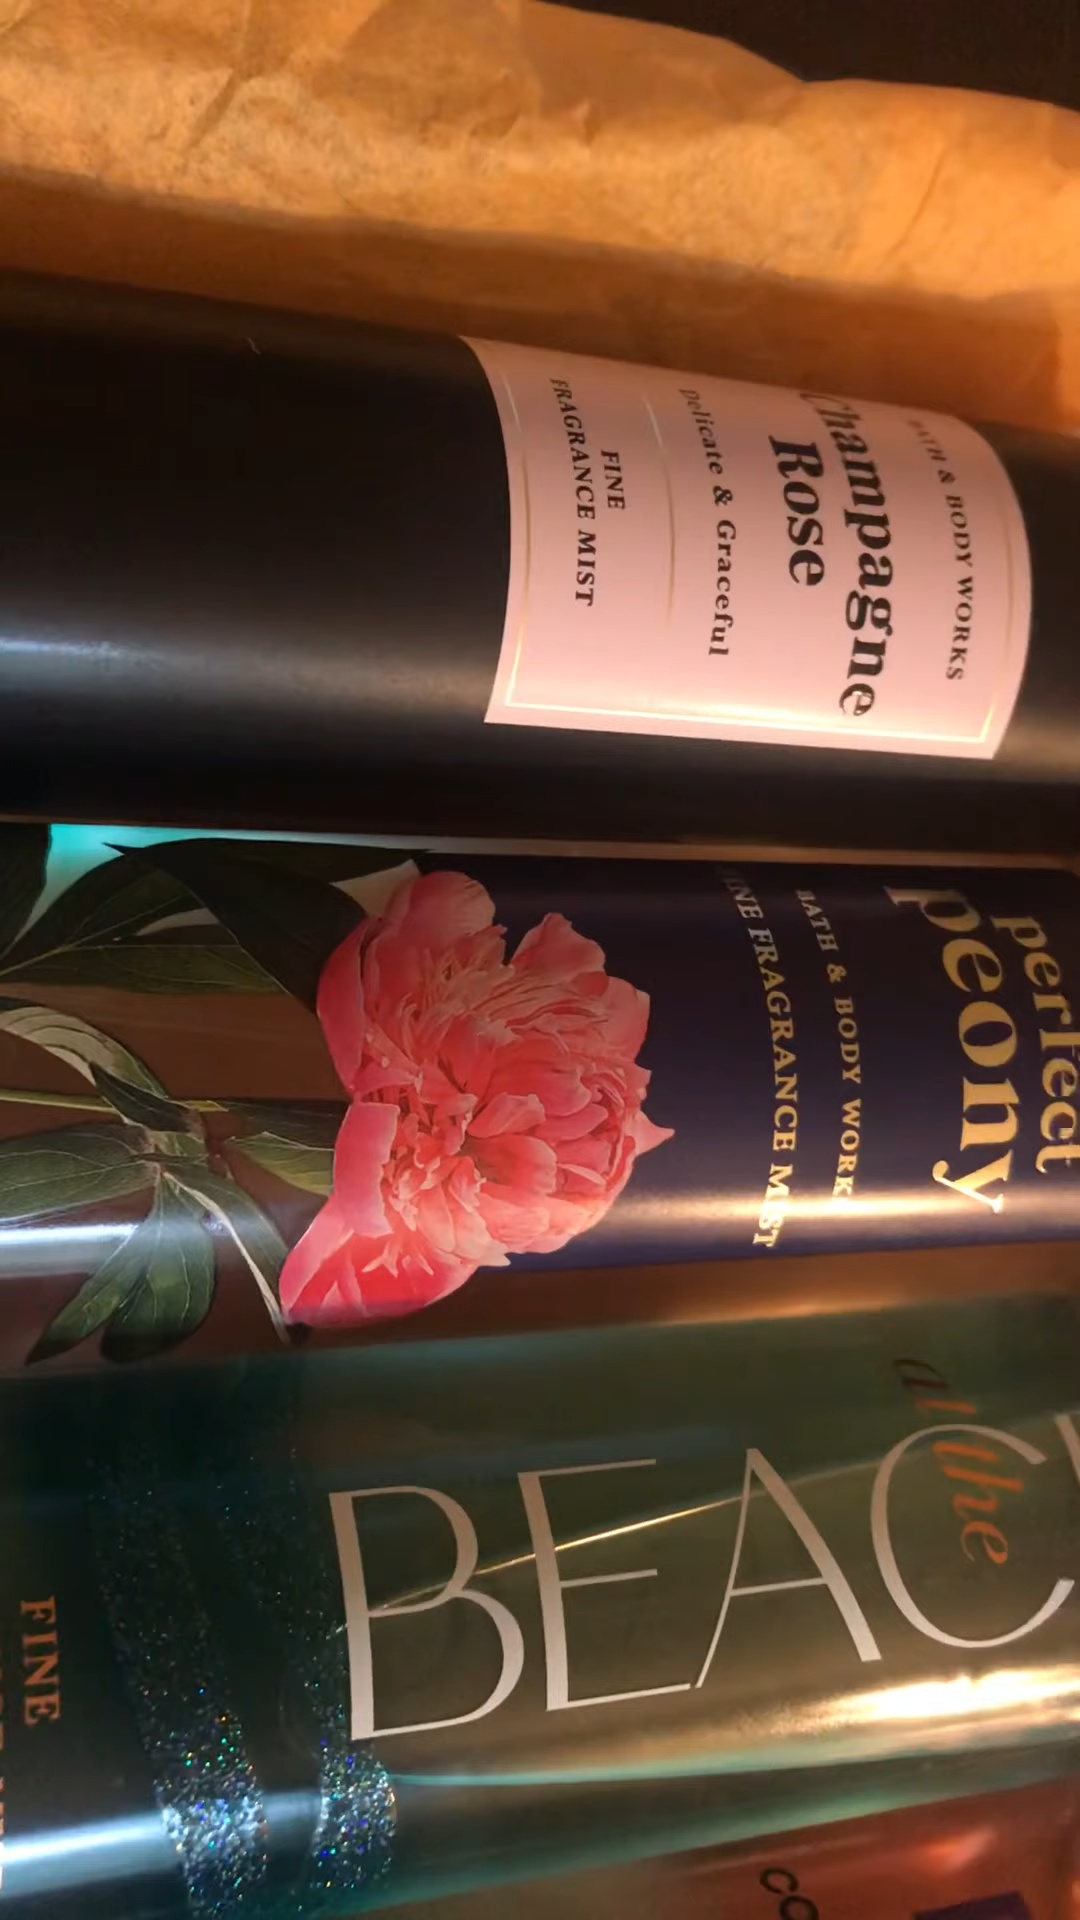 BATH & BODY WORKS
Champagne
Rose
Delicate & Graceful
FINE
FRAGRANCE MIST
perfect
peony
BATH & BODY WORKS
FINE FRAGRANCE MIST
at the
BEACH
FINE